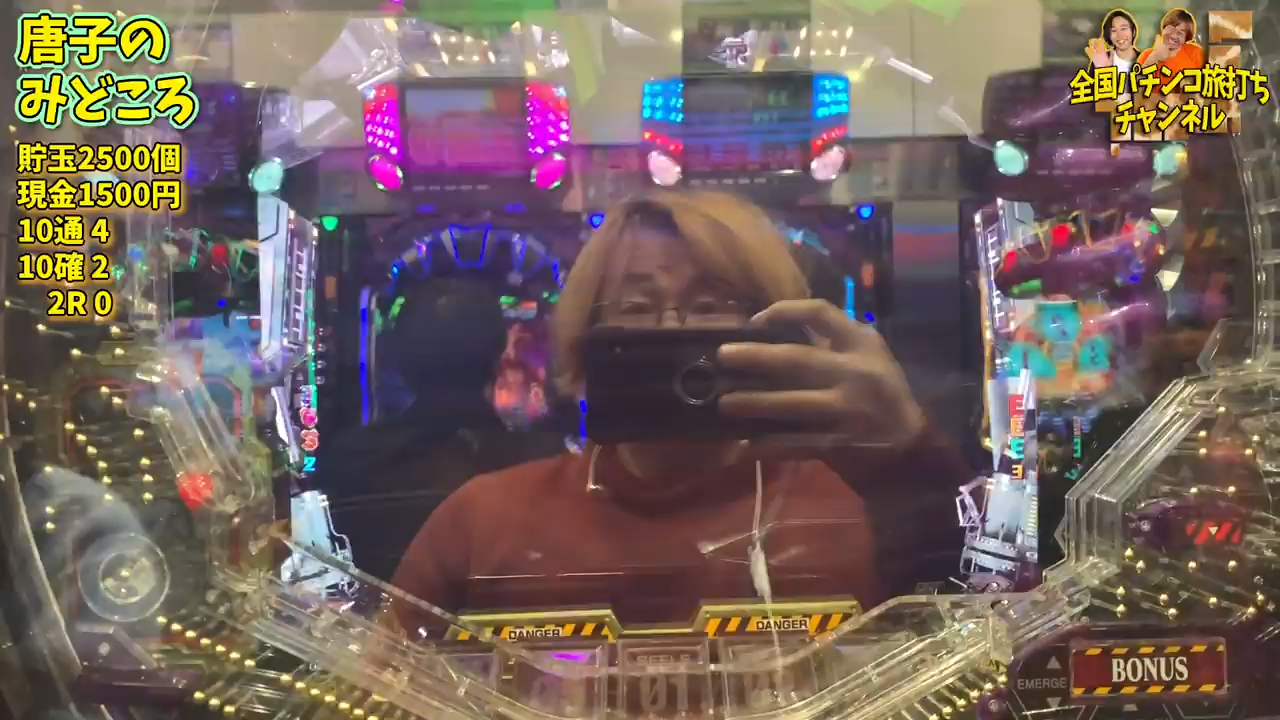 唐子の
みどころ
貯玉2500個
現金1500円
10通 4
10確 2
2R 0
全国パチンコ旅打ち
チャンネル
DANGER
DANGER
SEELE
01
EMERGE
BONUS